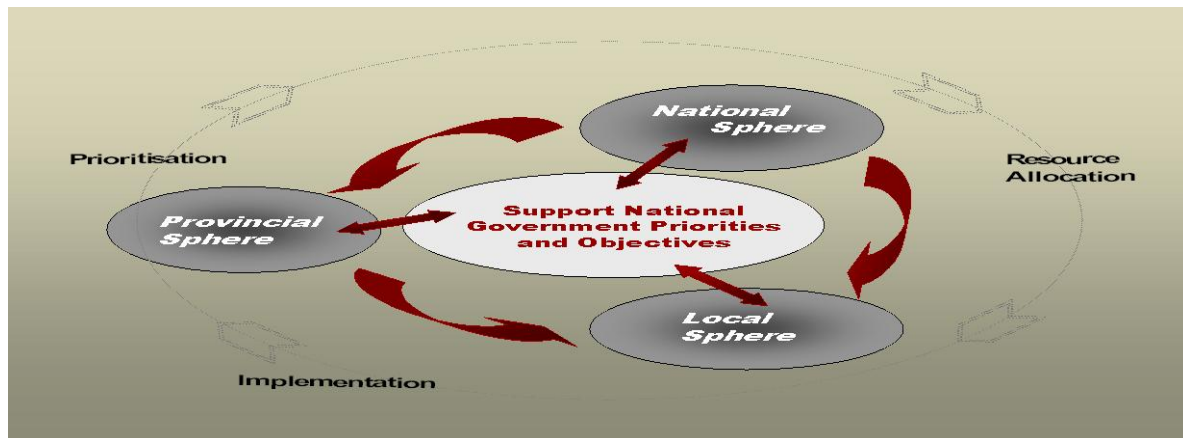 National
Sphere
Prioritisation
Resource
Allocation
Provincial
Sphere
Support National
Government Priorities
and Objectives
Local
Sphere
Implementation